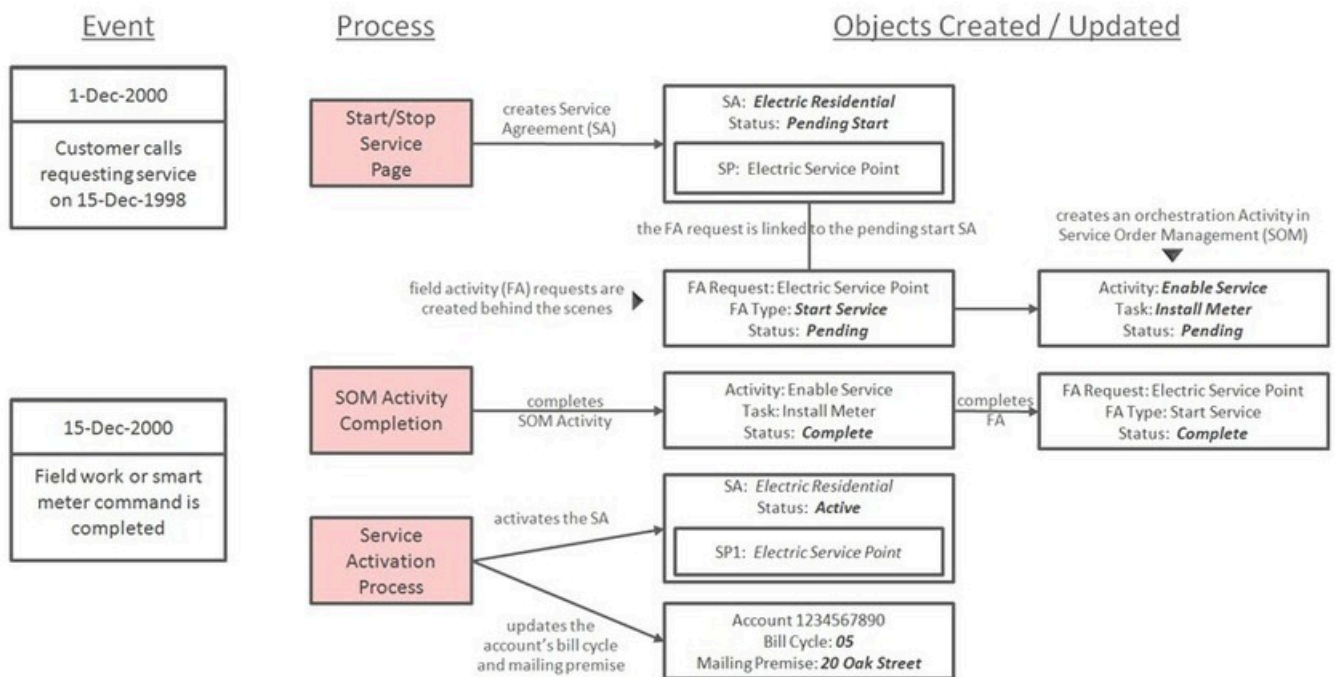 Event
Process
Objects Created / Updated
1-Dec-2000
Customer calls
requesting service
on 15-Dec-1998
Start/Stop
Service
Page
creates Service
Agreement (SA)
SA: Electric Residential
Status: Pending Start
SP: Electric Service Point
the FA request is linked to the pending start SA
creates an orchestration Activity in
Service Order Management (SOM)
field activity (FA) requests are
created behind the scenes
FA Request: Electric Service Point
FA Type: Start Service
Status: Pending
Activity: Enable Service
Task: Install Meter
Status: Pending
15-Dec-2000
Field work or smart
meter command is
completed
SOM Activity
Completion
completes
SOM Activity
Activity: Enable Service
Task: Install Meter
Status: Complete
completes
FA
FA Request: Electric Service Point
FA Type: Start Service
Status: Complete
Service
Activation
Process
activates the SA
SA: Electric Residential
Status: Active
SP1: Electric Service Point
updates the
account's bill cycle
and mailing premise
Account 1234567890
Bill Cycle: 05
Mailing Premise: 20 Oak Street